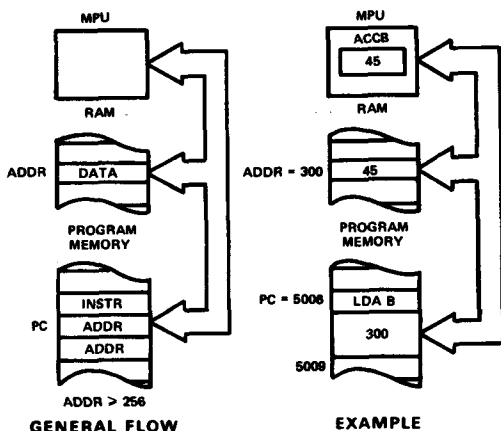 MPU
RAM
ADDR
DATA
PROGRAM
MEMORY
PC
INSTR
ADDR
ADDR
ADDR > 256
GENERAL FLOW
MPU
ACCB
45
RAM
ADDR = 300
45
PROGRAM
MEMORY
PC = 5006
LDA B
300
5009
EXAMPLE